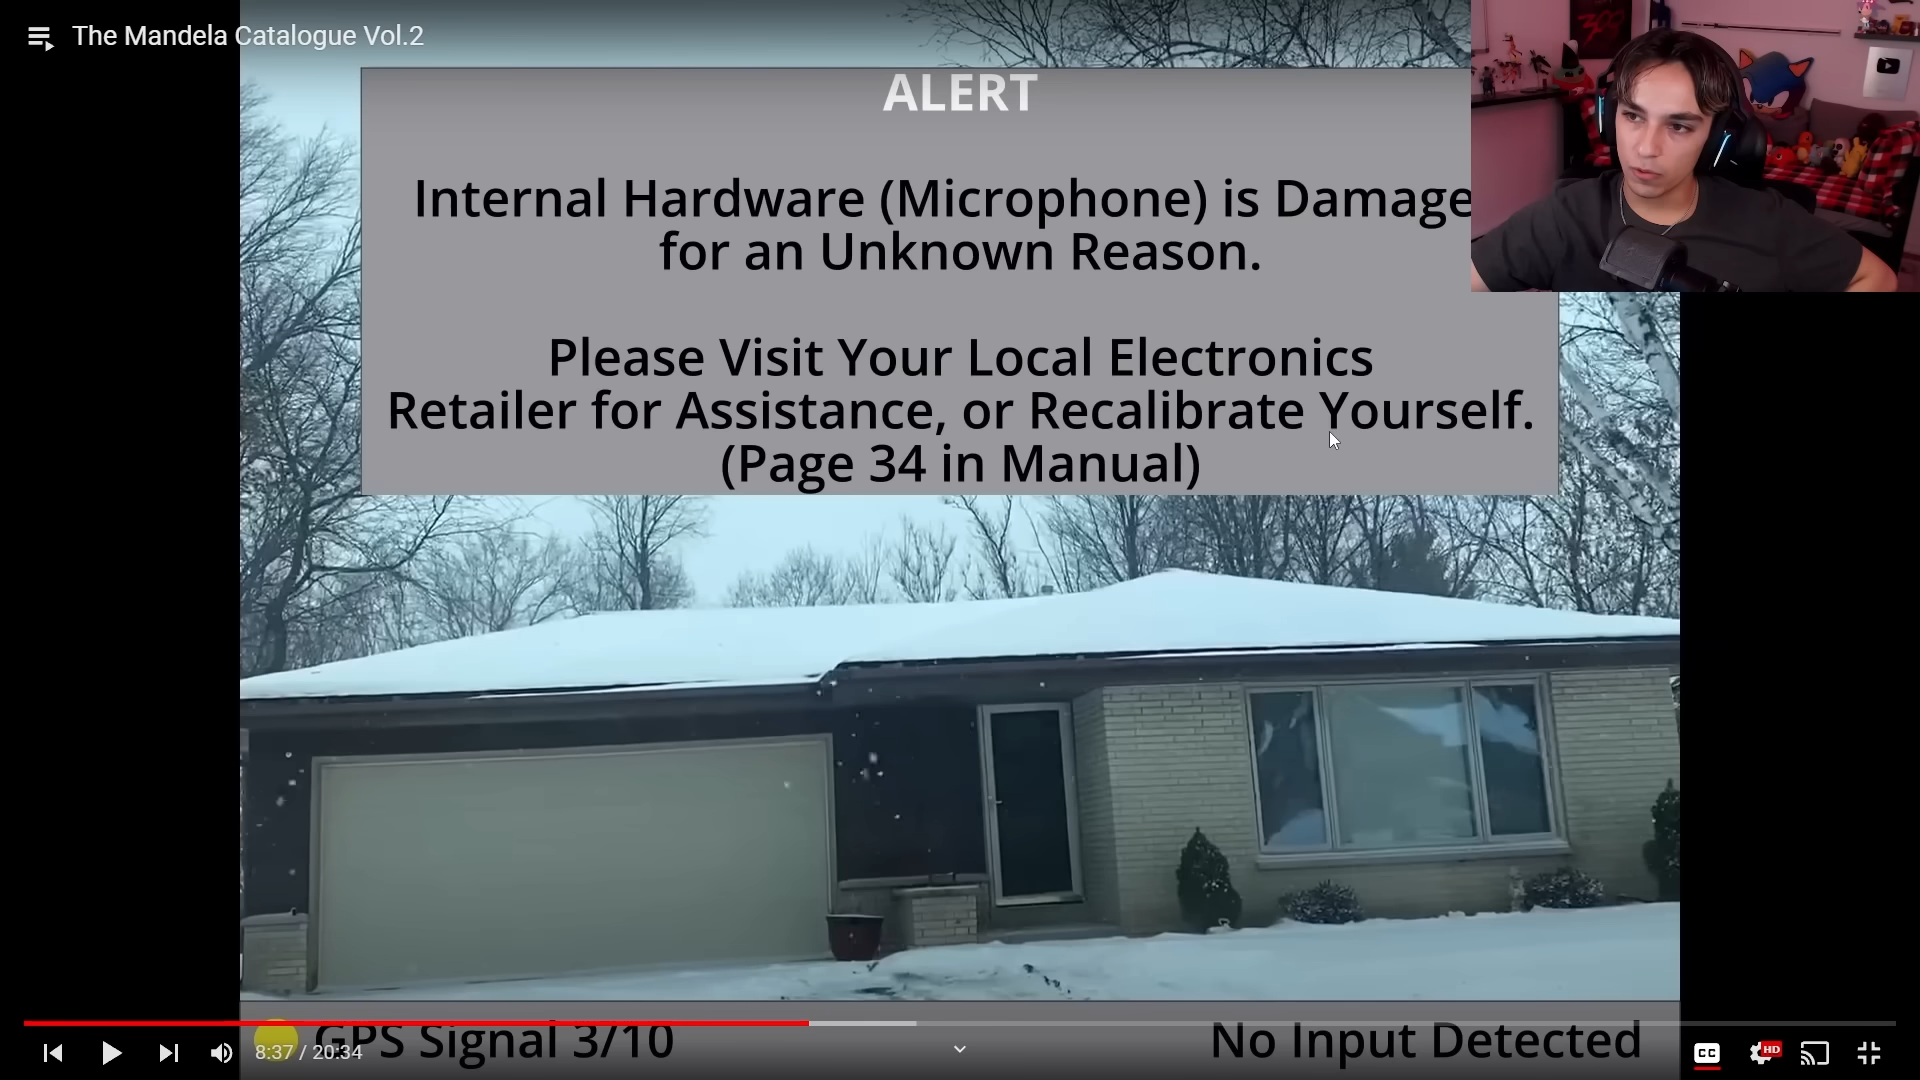 The Mandela Catalogue Vol.2
ALERT
Internal Hardware (Microphone) is Damage
for an Unknown Reason.
Please Visit Your Local Electronics
Retailer for Assistance, or Recalibrate Yourself.
(Page 34 in Manual)
GPS Signal 3/10
No Input Detected
8:37 / 20:34
CC
HD